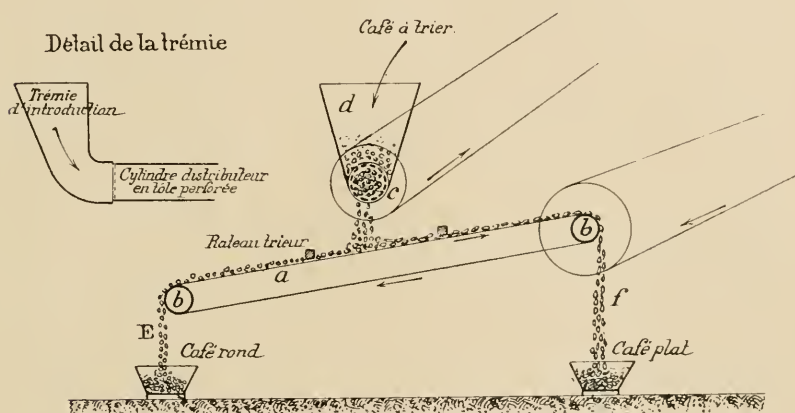 Détail de la trémie
Café à trier.
Trémie
d'introduction
d
Cylindre distributeur
en tôle perforée
c
Rateau trieur
b
a
b
E
f
Café rond
Café plat